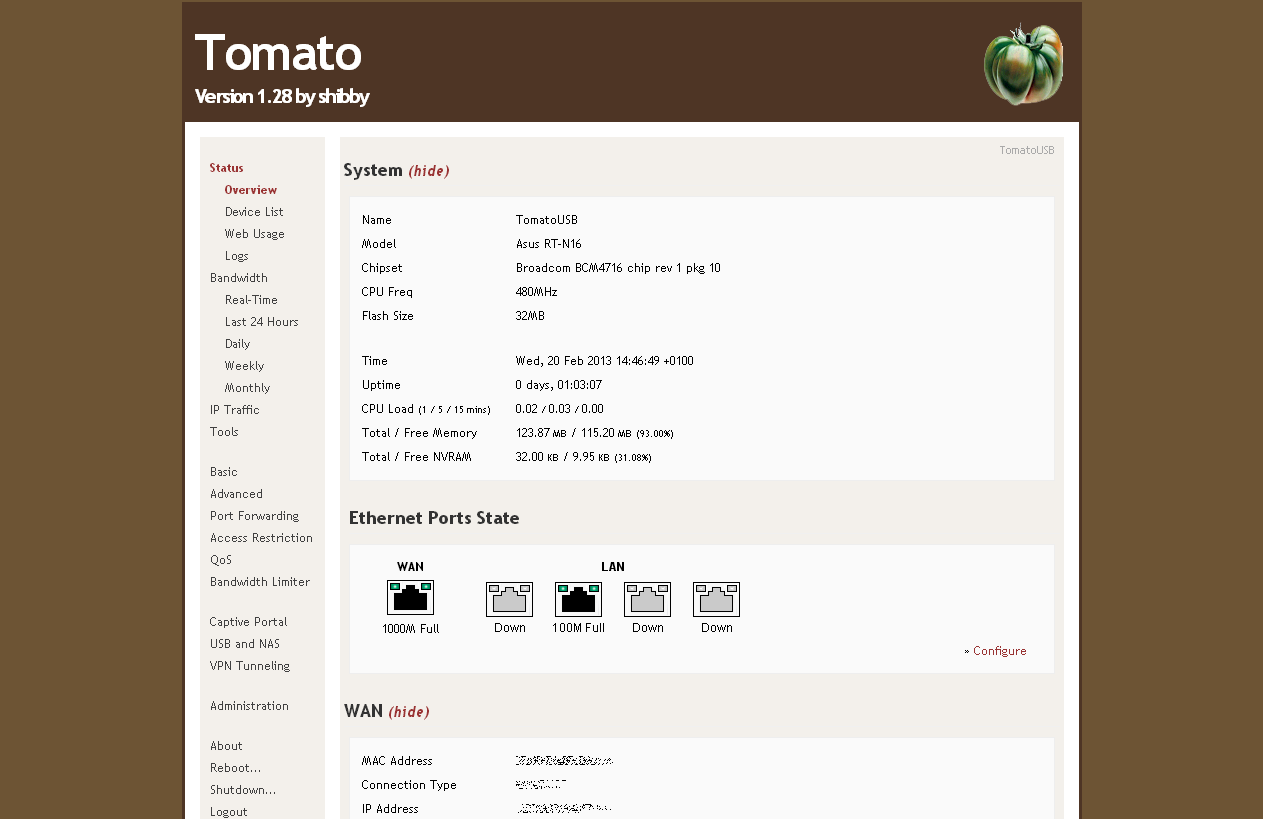 Tomato
Version 1.28 by shibby
Status
Overview
Device List
Web Usage
Logs
Bandwidth
Real-Time
Last 24 Hours
Daily
Weekly
Monthly
IP Traffic
Tools
Basic
Advanced
Port Forwarding
Access Restriction
QoS
Bandwidth Limiter
Captive Portal
USB and NAS
VPN Tunneling
Administration
About
Reboot...
Shutdown...
Logout
TomatoUSB
System (hide)
Name TomatoUSB
Model Asus RT-N16
Chipset Broadcom BCM4716 chip rev 1 pkg 10
CPU Freq 480MHz
Flash Size 32MB
Time Wed, 20 Feb 2013 14:46:49 +0100
Uptime 0 days, 01:03:07
CPU Load (1 / 5 / 15 mins) 0.02 / 0.03 / 0.00
Total / Free Memory 123.87 MB / 115.20 MB (93.00%)
Total / Free NVRAM 32.00 KB / 9.95 KB (31.08%)
Ethernet Ports State
WAN LAN
1000M Full Down 100M Full Down Down
» Configure
WAN (hide)
MAC Address
Connection Type
IP Address